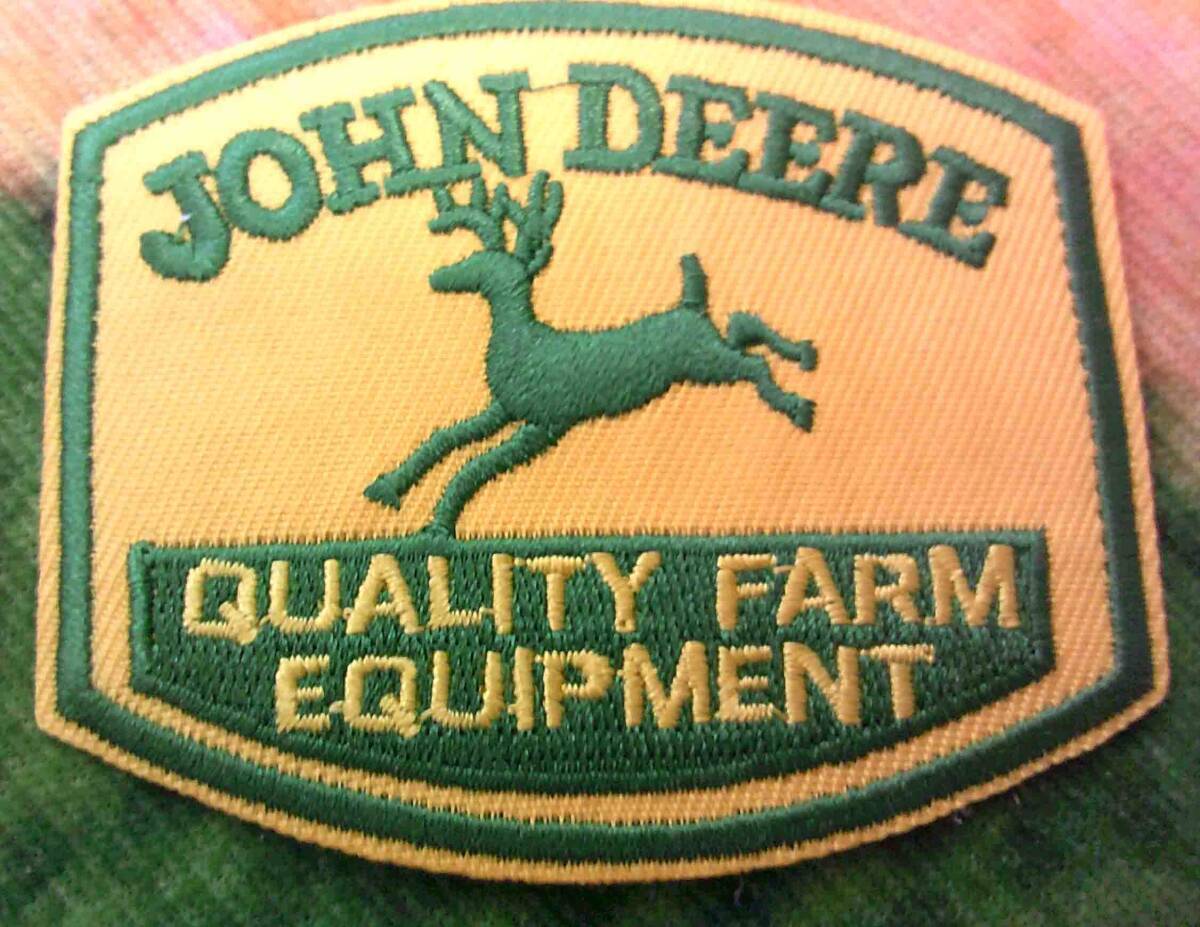 JOHN DEERE
QUALITY FARM
EQUIPMENT